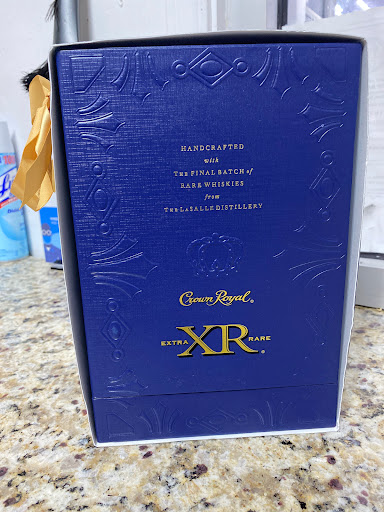 HANDCRAFTED
with
THE FINAL BATCH of
RARE WHISKIES
from
THE LASALLE DISTILLERY
Crown Royal®
EXTRA XR RARE®